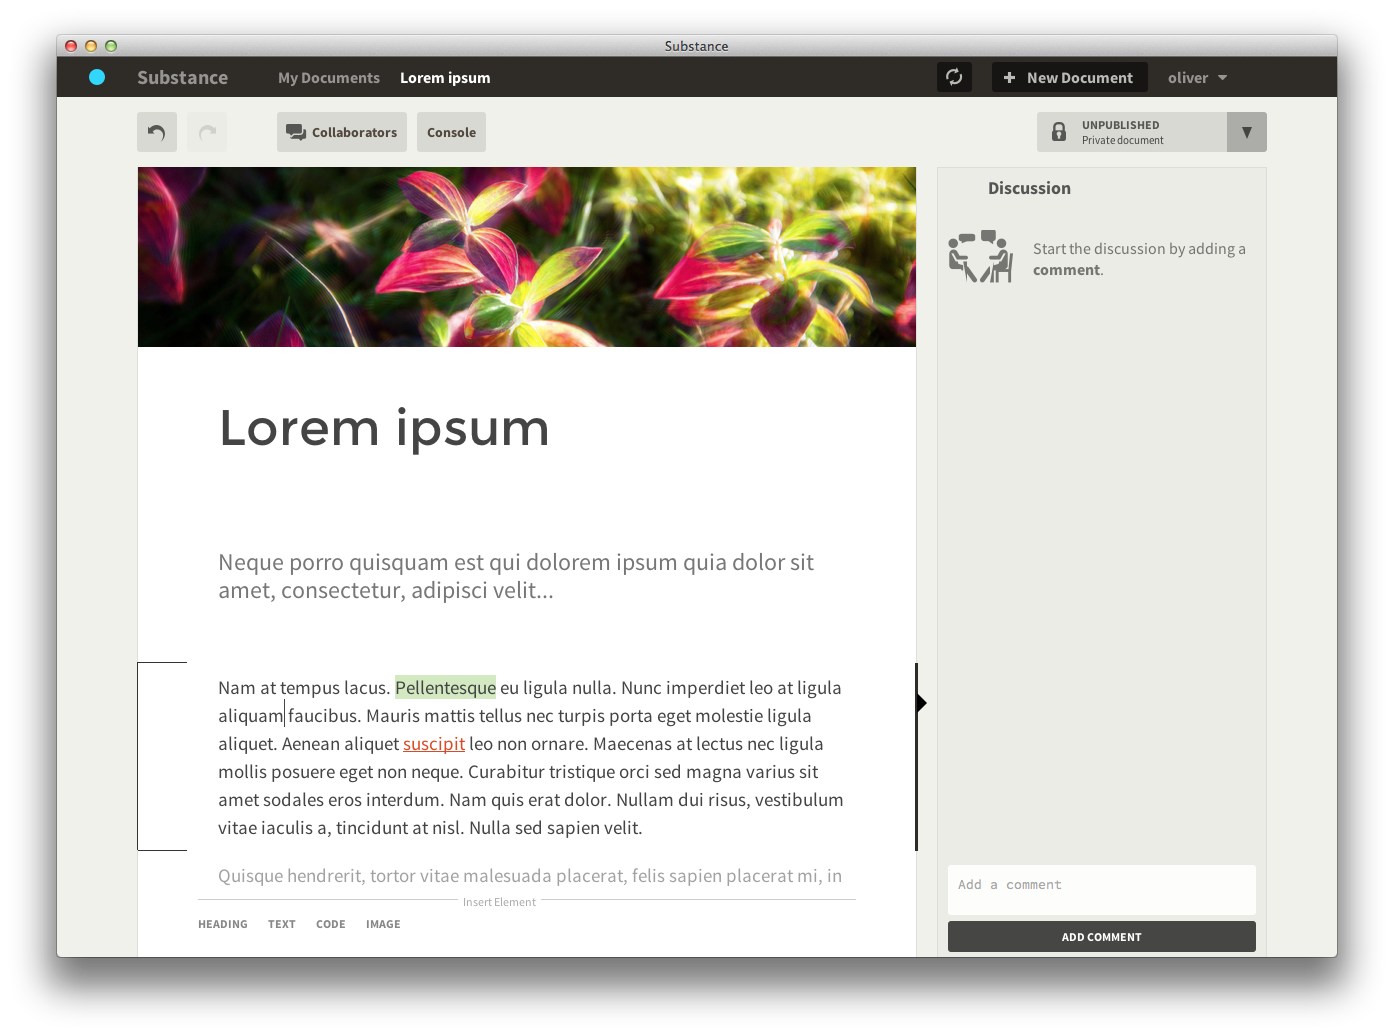 Substance
Substance My Documents Lorem ipsum New Document oliver
Collaborators Console
UNPUBLISHED
Private document
Lorem ipsum
Neque porro quisquam est qui dolorem ipsum quia dolor sit
amet, consectetur, adipisci velit...
Nam at tempus lacus. Pellentesque eu ligula nulla. Nunc imperdiet leo at ligula
aliquam faucibus. Mauris mattis tellus nec turpis porta eget molestie ligula
aliquet. Aenean aliquet suscipit leo non ornare. Maecenas at lectus nec ligula
mollis posuere eget non neque. Curabitur tristique orci sed magna varius sit
amet sodales eros interdum. Nam quis erat dolor. Nullam dui risus, vestibulum
vitae iaculis a, tincidunt at nisl. Nulla sed sapien velit.
Quisque hendrerit, tortor vitae malesuada placerat, felis sapien placerat mi, in
Insert Element
HEADING TEXT CODE IMAGE
Discussion
Start the discussion by adding a
comment.
Add a comment
ADD COMMENT